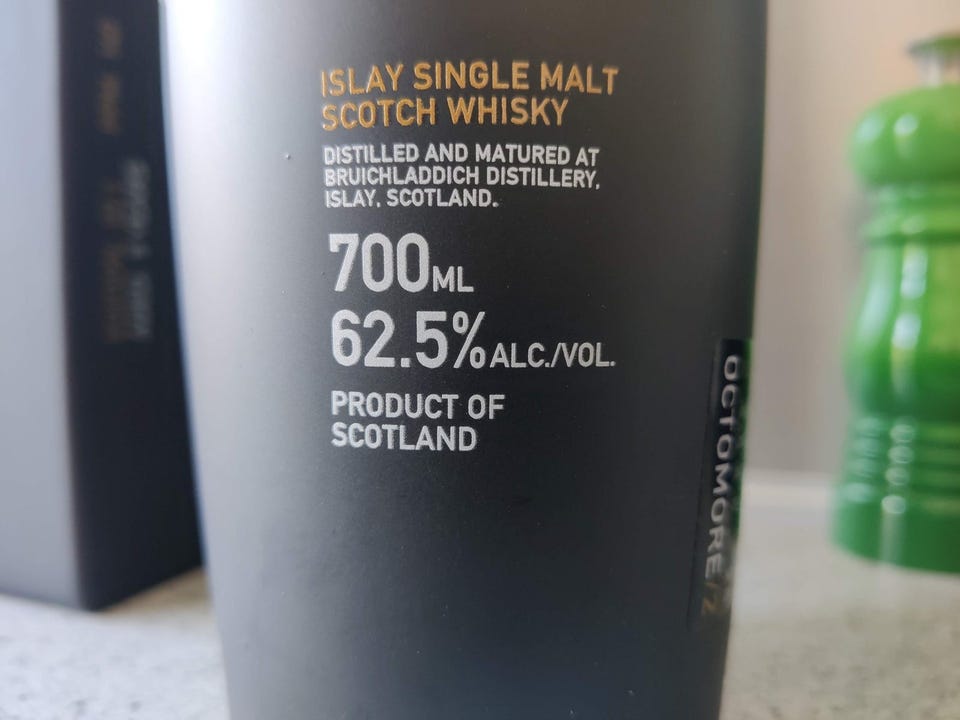 ISLAY SINGLE MALT
SCOTCH WHISKY
DISTILLED AND MATURED AT
BRUICHLADDICH DISTILLERY,
ISLAY, SCOTLAND.
700ML
62.5% ALC./VOL.
PRODUCT OF
SCOTLAND
OCTOMORE/2